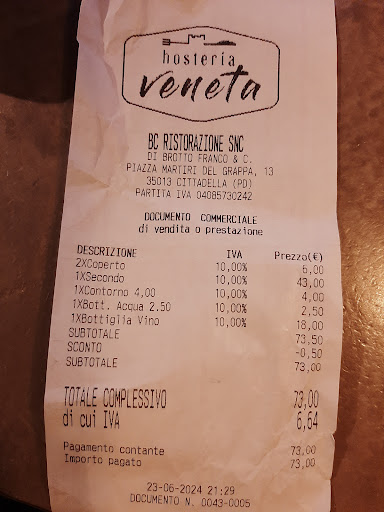 hosteria
veneta
BC RISTORAZIONE SNC
DI BROTTO FRANCO & C.
PIAZZA MARTIRI DEL GRAPPA, 13
35013 CITTADELLA (PD)
PARTITA IVA 04085730242
DOCUMENTO COMMERCIALE
di vendita o prestazione
DESCRIZIONE IVA Prezzo(€)
2XCoperto 10,00% 6,00
1XSecondo 10,00% 43,00
1XContorno 4,00 10,00% 4,00
1XBott. Acqua 2.50 10,00% 2,50
1XBottiglia Vino 10,00% 18,00
SUBTOTALE 73,50
SCONTO -0,50
SUBTOTALE 73,00
TOTALE COMPLESSIVO 73,00
di cui IVA 6,64
Pagamento contante 73,00
Importo pagato 73,00
23-06-2024 21:29
DOCUMENTO N. 0043-0005